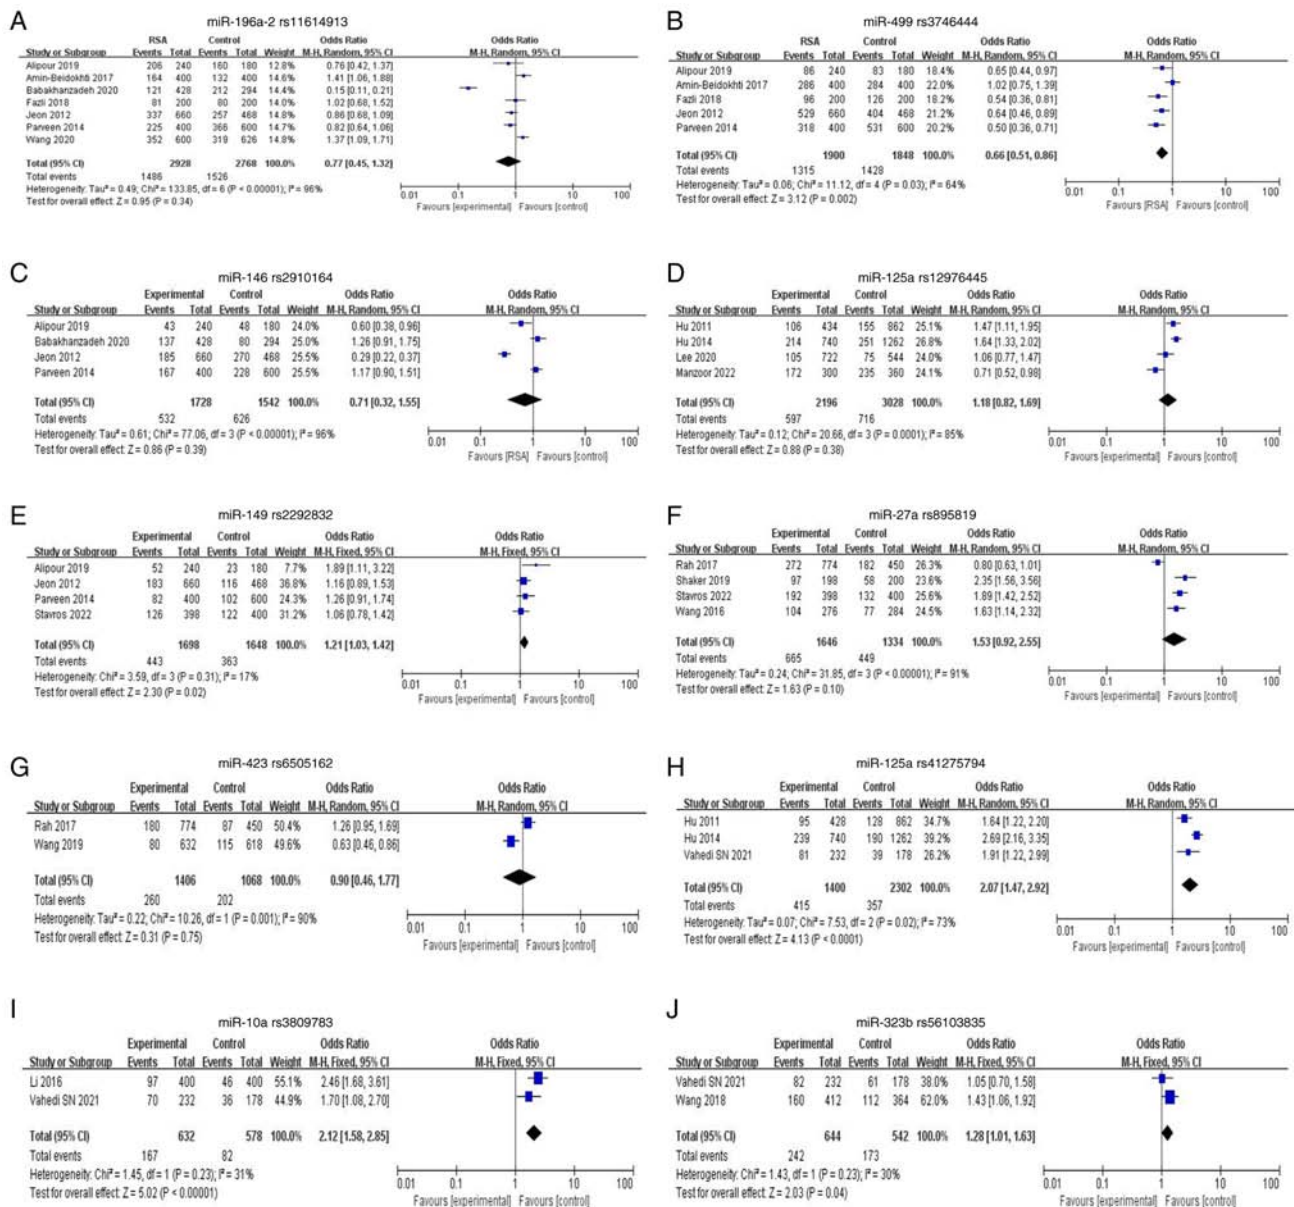 A
miR-196a-2 rs11614913
RSA Control Odds Ratio Odds Ratio
Study or Subgroup Events Total Events Total Weight M-H, Random, 95% CI M-H, Random, 95% CI
Alipour 2019 206 240 160 180 12.8% 0.76 [0.42, 1.37]
Amin-Beidokhti 2017 164 400 132 400 14.6% 1.41 [1.06, 1.88]
Babakhanzadeh 2020 121 428 212 294 14.5% 0.15 [0.11, 0.21]
Fazli 2018 81 200 80 200 14.0% 1.02 [0.68, 1.52]
Jeon 2012 337 660 257 468 14.8% 0.86 [0.68, 1.09]
Parveen 2014 225 400 366 600 14.7% 0.82 [0.64, 1.06]
Wang 2020 352 600 319 626 14.8% 1.37 [1.09, 1.71]
Total (95% CI) 2928 2768 100.0% 0.77 [0.45, 1.32]
Total events 1486 1526
Heterogeneity: Tau² = 0.49; Chi² = 133.85, df = 6 (P < 0.00001); I² = 96%
Test for overall effect: Z = 0.95 (P = 0.34)
0.01 0.1 1 10 100
Favours [experimental] Favours [control]
B
miR-499 rs3746444
RSA Control Odds Ratio Odds Ratio
Study or Subgroup Events Total Events Total Weight M-H, Random, 95% CI M-H, Random, 95% CI
Alipour 2019 86 240 83 180 18.4% 0.65 [0.44, 0.97]
Amin-Beidokhti 2017 286 400 284 400 22.0% 1.02 [0.75, 1.39]
Fazli 2018 96 200 126 200 18.2% 0.54 [0.36, 0.81]
Jeon 2012 529 660 404 468 21.2% 0.64 [0.46, 0.89]
Parveen 2014 318 400 531 600 20.2% 0.50 [0.36, 0.71]
Total (95% CI) 1900 1848 100.0% 0.66 [0.51, 0.86]
Total events 1315 1428
Heterogeneity: Tau² = 0.06; Chi² = 11.12, df = 4 (P = 0.03); I² = 64%
Test for overall effect: Z = 3.12 (P = 0.002)
0.01 0.1 1 10 100
Favours [RSA] Favours [control]
C
miR-146 rs2910164
Experimental Control Odds Ratio Odds Ratio
Study or Subgroup Events Total Events Total Weight M-H, Random, 95% CI M-H, Random, 95% CI
Alipour 2019 43 240 48 180 24.0% 0.60 [0.38, 0.96]
Babakhanzadeh 2020 137 428 80 294 25.0% 1.26 [0.91, 1.75]
Jeon 2012 185 660 270 468 25.5% 0.29 [0.22, 0.37]
Parveen 2014 167 400 228 600 25.5% 1.17 [0.90, 1.51]
Total (95% CI) 1728 1542 100.0% 0.71 [0.32, 1.55]
Total events 532 626
Heterogeneity: Tau² = 0.61; Chi² = 77.06, df = 3 (P < 0.00001); I² = 96%
Test for overall effect: Z = 0.86 (P = 0.39)
0.01 0.1 1 10 100
Favours [RSA] Favours [control]
D
miR-125a rs12976445
Experimental Control Odds Ratio Odds Ratio
Study or Subgroup Events Total Events Total Weight M-H, Random, 95% CI M-H, Random, 95% CI
Hu 2011 106 434 155 862 25.1% 1.47 [1.11, 1.95]
Hu 2014 214 740 251 1262 26.8% 1.64 [1.33, 2.02]
Lee 2020 105 722 75 544 24.0% 1.06 [0.77, 1.47]
Manzoor 2022 172 300 235 360 24.1% 0.71 [0.52, 0.98]
Total (95% CI) 2196 3028 100.0% 1.18 [0.82, 1.69]
Total events 597 716
Heterogeneity: Tau² = 0.12; Chi² = 20.66, df = 3 (P = 0.0001); I² = 85%
Test for overall effect: Z = 0.88 (P = 0.38)
0.01 0.1 1 10 100
Favours [experimental] Favours [control]
E
miR-149 rs2292832
Experimental Control Odds Ratio Odds Ratio
Study or Subgroup Events Total Events Total Weight M-H, Fixed, 95% CI M-H, Fixed, 95% CI
Alipour 2019 52 240 23 180 7.7% 1.89 [1.11, 3.22]
Jeon 2012 183 660 116 468 36.8% 1.16 [0.89, 1.53]
Parveen 2014 82 400 102 600 24.3% 1.26 [0.91, 1.74]
Stavros 2022 126 398 122 400 31.2% 1.06 [0.78, 1.42]
Total (95% CI) 1698 1648 100.0% 1.21 [1.03, 1.42]
Total events 443 363
Heterogeneity: Chi² = 3.59, df = 3 (P = 0.31); I² = 17%
Test for overall effect: Z = 2.30 (P = 0.02)
0.01 0.1 1 10 100
Favours [experimental] Favours [control]
F
miR-27a rs895819
Experimental Control Odds Ratio Odds Ratio
Study or Subgroup Events Total Events Total Weight M-H, Random, 95% CI M-H, Random, 95% CI
Rah 2017 272 774 182 450 26.3% 0.80 [0.63, 1.01]
Shaker 2019 97 198 58 200 23.6% 2.35 [1.56, 3.56]
Stavros 2022 192 398 132 400 25.6% 1.89 [1.42, 2.52]
Wang 2016 104 276 77 284 24.5% 1.63 [1.14, 2.32]
Total (95% CI) 1646 1334 100.0% 1.53 [0.92, 2.55]
Total events 665 449
Heterogeneity: Tau² = 0.24; Chi² = 31.85, df = 3 (P < 0.00001); I² = 91%
Test for overall effect: Z = 1.63 (P = 0.10)
0.01 0.1 1 10 100
Favours [experimental] Favours [control]
G
miR-423 rs6505162
Experimental Control Odds Ratio Odds Ratio
Study or Subgroup Events Total Events Total Weight M-H, Random, 95% CI M-H, Random, 95% CI
Rah 2017 180 774 87 450 50.4% 1.26 [0.95, 1.69]
Wang 2019 80 632 115 618 49.6% 0.63 [0.46, 0.86]
Total (95% CI) 1406 1068 100.0% 0.90 [0.46, 1.77]
Total events 260 202
Heterogeneity: Tau² = 0.22; Chi² = 10.26, df = 1 (P = 0.001); I² = 90%
Test for overall effect: Z = 0.31 (P = 0.75)
0.01 0.1 1 10 100
Favours [experimental] Favours [control]
H
miR-125a rs41275794
Experimental Control Odds Ratio Odds Ratio
Study or Subgroup Events Total Events Total Weight M-H, Random, 95% CI M-H, Random, 95% CI
Hu 2011 95 428 128 862 34.7% 1.64 [1.22, 2.20]
Hu 2014 239 740 190 1262 39.2% 2.69 [2.16, 3.35]
Vahedi SN 2021 81 232 39 178 26.2% 1.91 [1.22, 2.99]
Total (95% CI) 1400 2302 100.0% 2.07 [1.47, 2.92]
Total events 415 357
Heterogeneity: Tau² = 0.07; Chi² = 7.53, df = 2 (P = 0.02); I² = 73%
Test for overall effect: Z = 4.13 (P < 0.0001)
0.01 0.1 1 10 100
Favours [experimental] Favours [control]
I
miR-10a rs3809783
Experimental Control Odds Ratio Odds Ratio
Study or Subgroup Events Total Events Total Weight M-H, Fixed, 95% CI M-H, Fixed, 95% CI
Li 2016 97 400 46 400 55.1% 2.46 [1.68, 3.61]
Vahedi SN 2021 70 232 36 178 44.9% 1.70 [1.08, 2.70]
Total (95% CI) 632 578 100.0% 2.12 [1.58, 2.85]
Total events 167 82
Heterogeneity: Chi² = 1.45, df = 1 (P = 0.23); I² = 31%
Test for overall effect: Z = 5.02 (P < 0.00001)
0.01 0.1 1 10 100
Favours [experimental] Favours [control]
J
miR-323b rs56103835
Experimental Control Odds Ratio Odds Ratio
Study or Subgroup Events Total Events Total Weight M-H, Fixed, 95% CI M-H, Fixed, 95% CI
Vahedi SN 2021 82 232 61 178 38.0% 1.05 [0.70, 1.58]
Wang 2018 160 412 112 364 62.0% 1.43 [1.06, 1.92]
Total (95% CI) 644 542 100.0% 1.28 [1.01, 1.63]
Total events 242 173
Heterogeneity: Chi² = 1.43, df = 1 (P = 0.23); I² = 30%
Test for overall effect: Z = 2.03 (P = 0.04)
0.01 0.1 1 10 100
Favours [experimental] Favours [control]